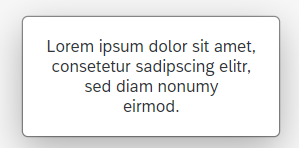 Lorem ipsum dolor sit amet,
consetetur sadipscing elitr,
sed diam nonumy
eirmod.